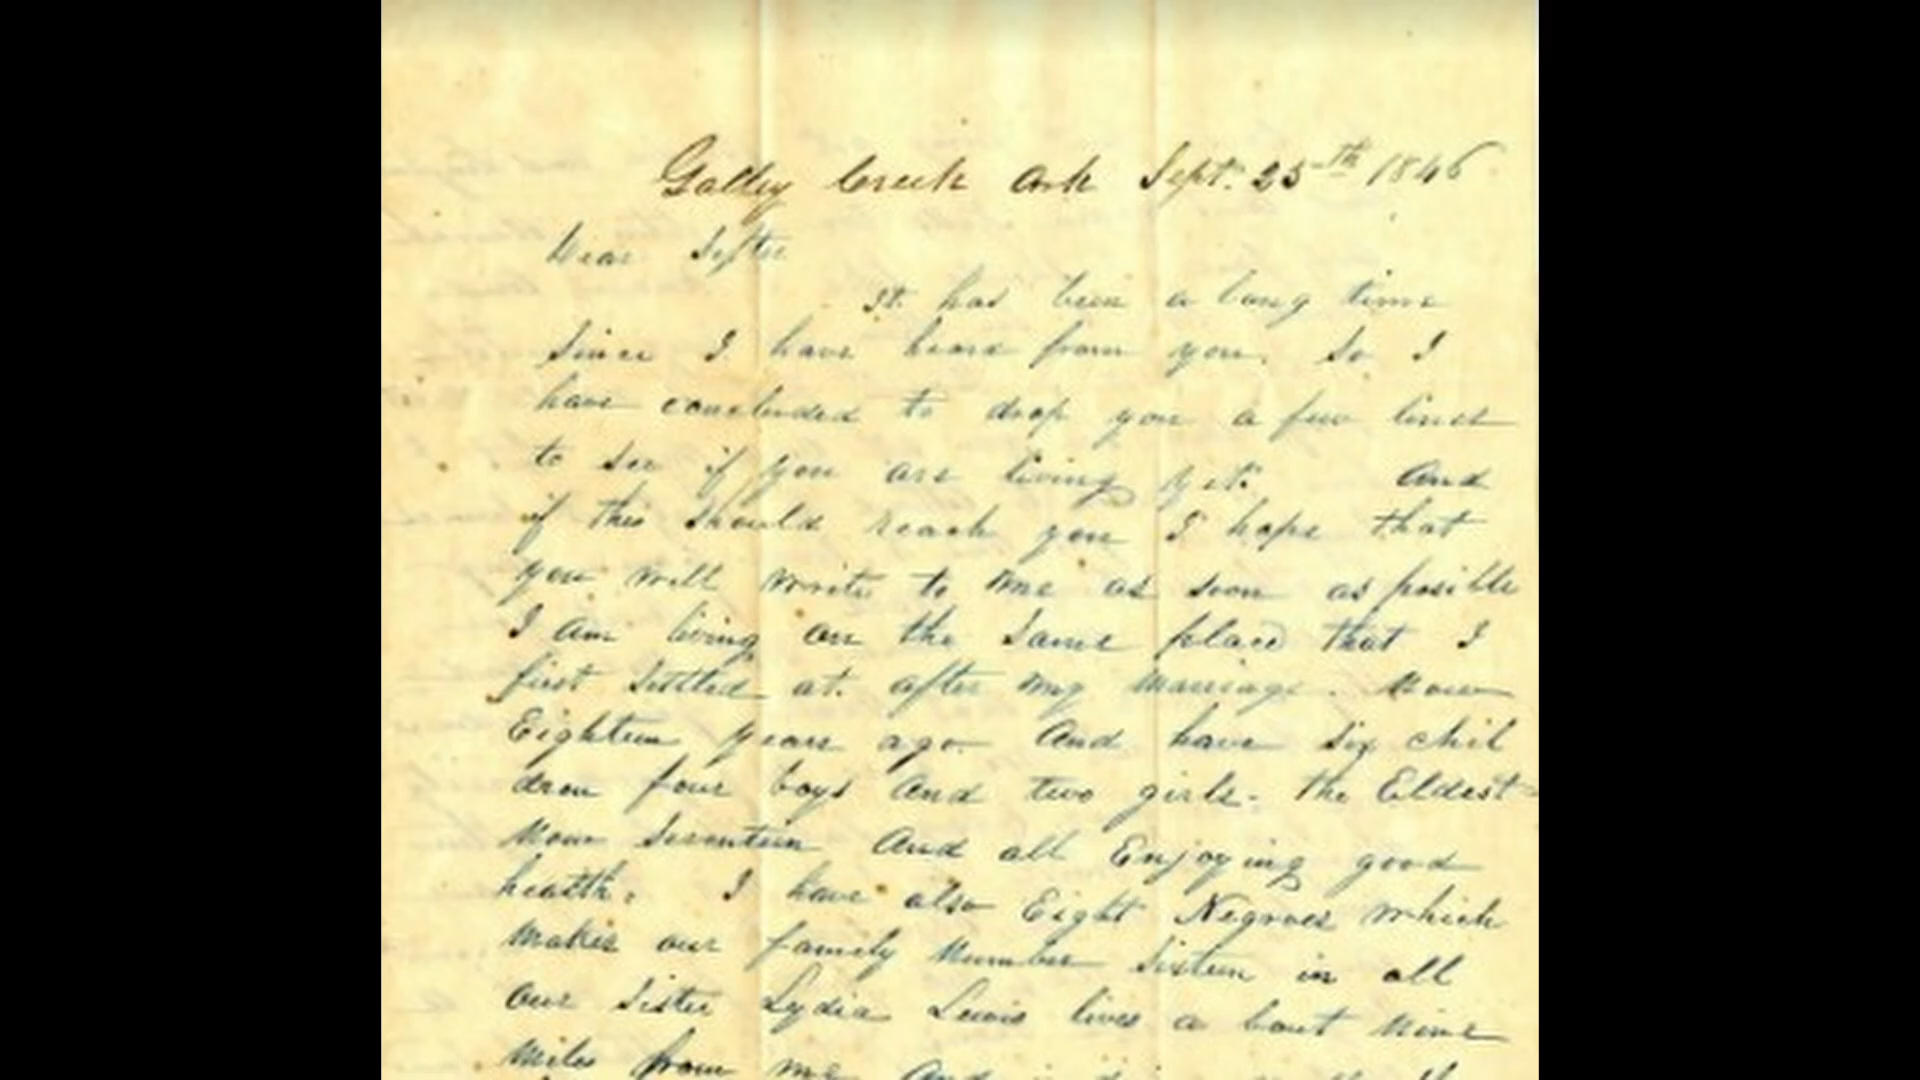 Galley Creek Ark Sept. 25th 1846
Dear Sister
It has been a long time
since I have heard from you. So I
have concluded to drop you a few lines
to see if you are living yet. And
if this should reach you I hope that
you will write to me as soon as posible
I am living on the same place that I
first settled at. after my marriage. Now
Eighteen years ago. And have six chil
dren four boys And two girls. the Eldest
Now Seventeen And all Enjoying good
health. I have also Eight Negroes which
makes our family Number Sixteen in all
our Sister Lydia Lewis lives a bout Nine
Miles from me And